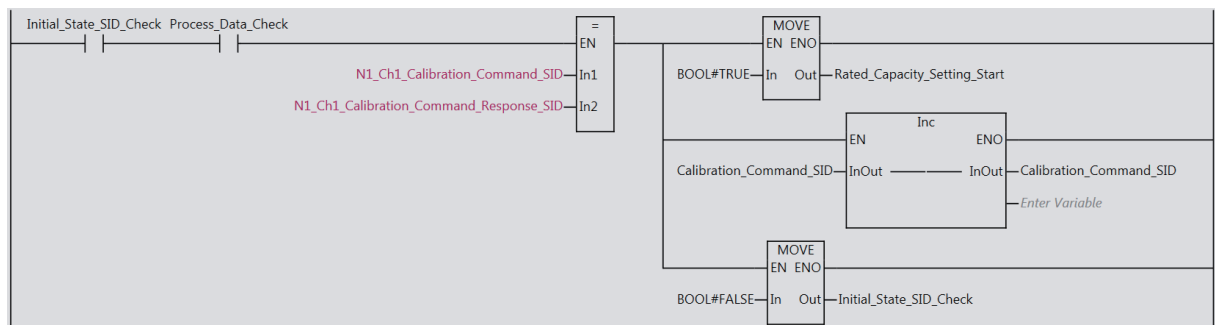 Initial_State_SID_Check Process_Data_Check
=
EN
N1_Ch1_Calibration_Command_SID In1
N1_Ch1_Calibration_Command_Response_SID In2
MOVE
EN ENO
BOOL#TRUE In Out Rated_Capacity_Setting_Start
Inc
EN ENO
Calibration_Command_SID InOut InOut Calibration_Command_SID
Enter Variable
MOVE
EN ENO
BOOL#FALSE In Out Initial_State_SID_Check